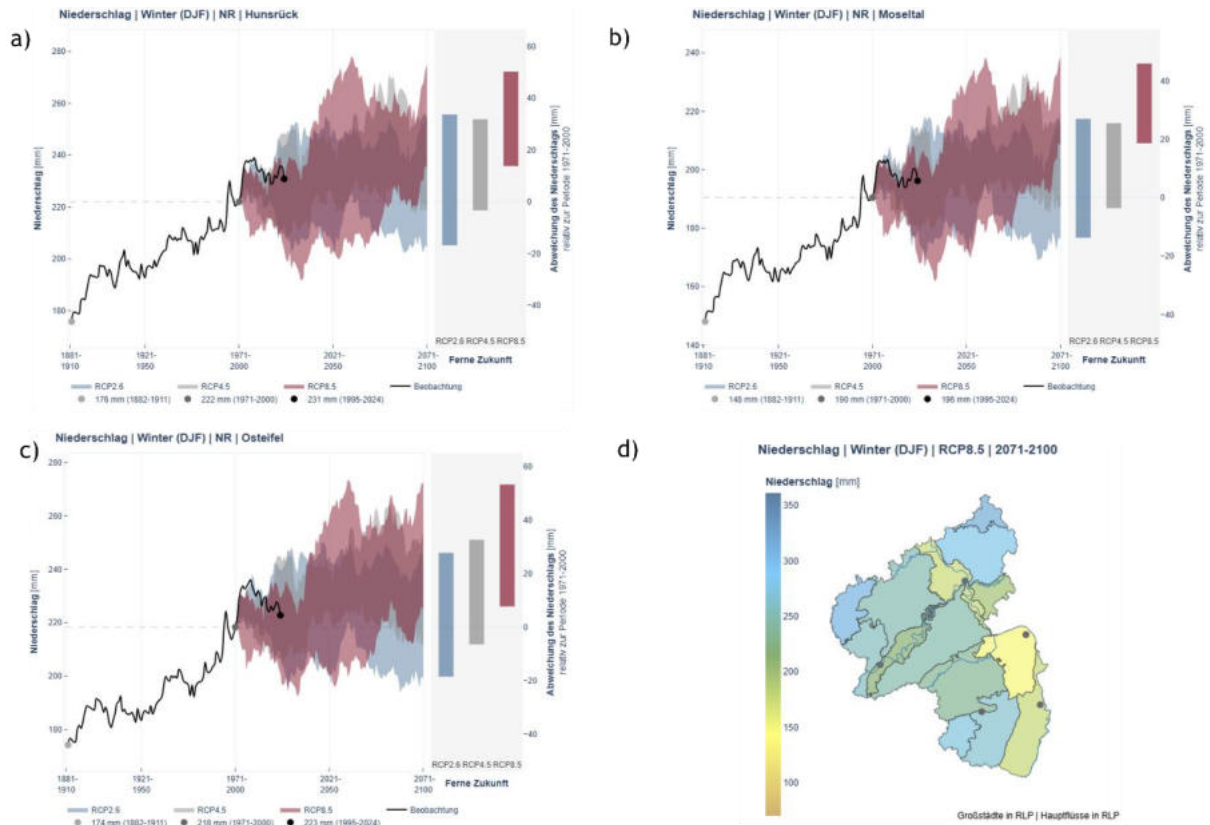 a)
Niederschlag | Winter (DJF) | NR | Hunsrück
Niederschlag [mm]
280
260
240
220
200
180
60
40
20
0
−20
−40
Abweichung des Niederschlags [mm]
relativ zur Periode 1971-2000
1881-
1910
1921-
1950
1971-
2000
2021-
2050
2071-
2100
RCP2.6 RCP4.5 RCP8.5
Ferne Zukunft
RCP2.6 RCP4.5 RCP8.5 Beobachtung
176 mm (1882-1911) 222 mm (1971-2000) 231 mm (1995-2024)
b)
Niederschlag | Winter (DJF) | NR | Moseltal
Niederschlag [mm]
240
220
200
180
160
140
40
20
0
−20
−40
Abweichung des Niederschlags [mm]
relativ zur Periode 1971-2000
1881-
1910
1921-
1950
1971-
2000
2021-
2050
2071-
2100
RCP2.6 RCP4.5 RCP8.5
Ferne Zukunft
RCP2.6 RCP4.5 RCP8.5 Beobachtung
148 mm (1882-1911) 190 mm (1971-2000) 196 mm (1995-2024)
c)
Niederschlag | Winter (DJF) | NR | Osteifel
Niederschlag [mm]
280
260
240
220
200
180
60
40
20
0
−20
−40
Abweichung des Niederschlags [mm]
relativ zur Periode 1971-2000
1881-
1910
1921-
1950
1971-
2000
2021-
2050
2071-
2100
RCP2.6 RCP4.5 RCP8.5
Ferne Zukunft
RCP2.6 RCP4.5 RCP8.5 Beobachtung
174 mm (1882-1911) 218 mm (1971-2000) 223 mm (1995-2024)
d)
Niederschlag | Winter (DJF) | RCP8.5 | 2071-2100
Niederschlag [mm]
350
300
250
200
150
100
Großstädte in RLP | Hauptflüsse in RLP